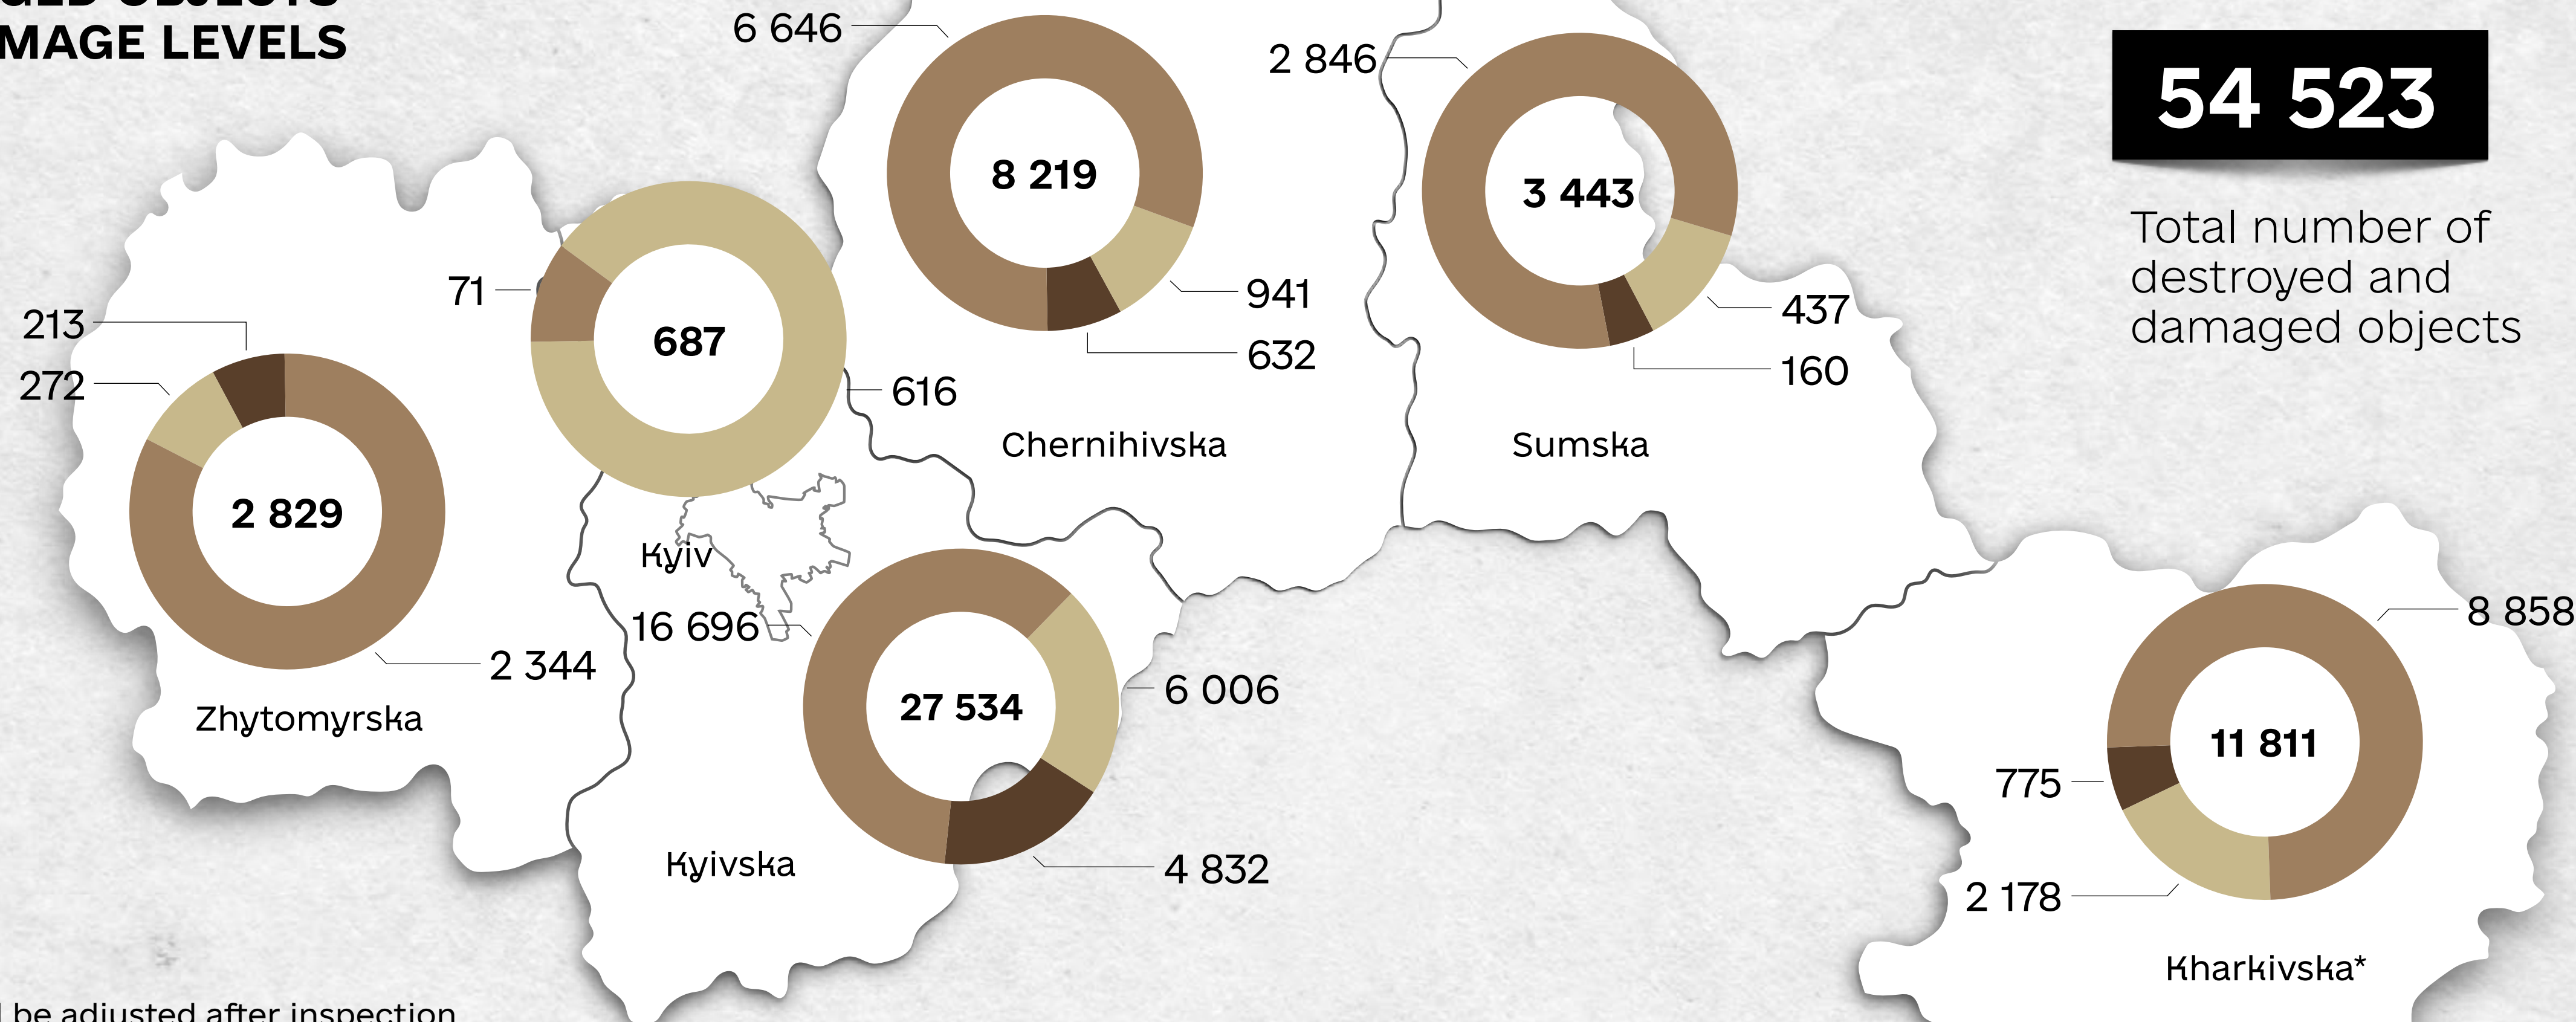 MAGE LEVELS
54 523
Total number of
destroyed and
damaged objects
6 646
8 219
941
632
Chernihivska
2 846
3 443
437
160
Sumska
71
687
616
Kyiv
213
272
2 829
2 344
Zhytomyrska
16 696
27 534
6 006
4 832
Kyivska
8 858
11 811
775
2 178
Kharkivska*
be adjusted after inspection